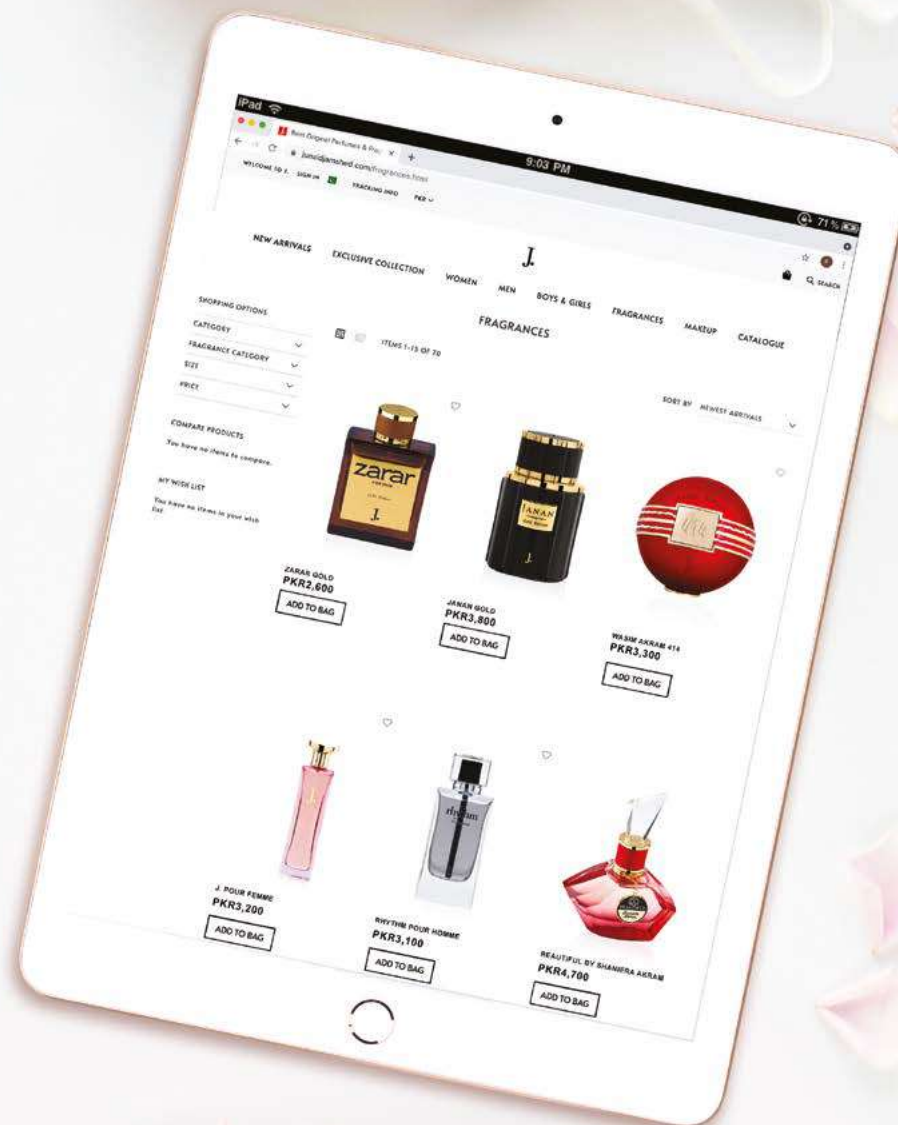 iPad
9:03 PM
71%
Best Original Perfumes & Frag
junaidjamshed.com/fragrances.html
WELCOME TO J. SIGN IN TRACKING INFO PKR
J.
SEARCH
NEW ARRIVALS EXCLUSIVE COLLECTION WOMEN MEN BOYS & GIRLS FRAGRANCES MAKEUP CATALOGUE
FRAGRANCES
SHOPPING OPTIONS
CATEGORY
FRAGRANCE CATEGORY
SIZE
PRICE
ITEMS 1-15 OF 70
SORT BY NEWEST ARRIVALS
COMPARE PRODUCTS
You have no items to compare.
MY WISH LIST
You have no items in your wish
list.
zarar
J.
JANAN
J.
414
ZARAR GOLD
PKR2,600
ADD TO BAG
JANAN GOLD
PKR3,800
ADD TO BAG
WASIM AKRAM 414
PKR3,300
ADD TO BAG
J.
rhythm
J. POUR FEMME
PKR3,200
ADD TO BAG
RHYTHM POUR HOMME
PKR3,100
ADD TO BAG
BEAUTIFUL BY SHANIERA AKRAM
PKR4,700
ADD TO BAG